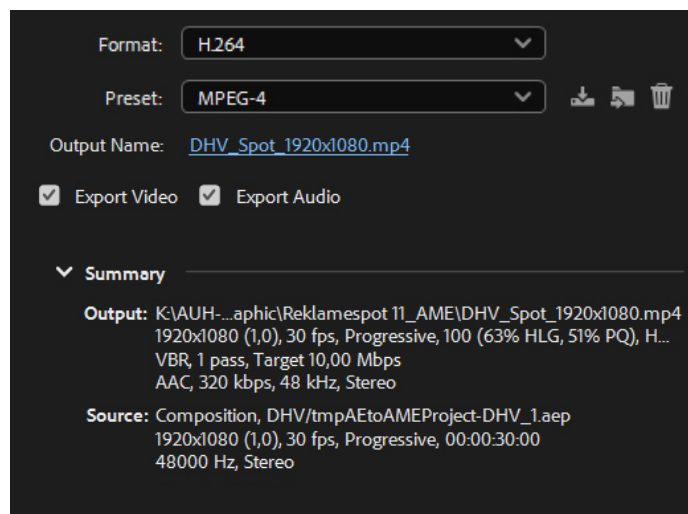 Format: H.264
Preset: MPEG-4
Output Name: DHV_Spot_1920x1080.mp4
Export Video Export Audio
Summary
Output: K:\AUH-...aphic\Reklamespot 11_AME\DHV_Spot_1920x1080.mp4
1920x1080 (1,0), 30 fps, Progressive, 100 (63% HLG, 51% PQ), H...
VBR, 1 pass, Target 10,00 Mbps
AAC, 320 kbps, 48 kHz, Stereo
Source: Composition, DHV/tmpAEtoAMEProject-DHV_1.aep
1920x1080 (1,0), 30 fps, Progressive, 00:00:30:00
48000 Hz, Stereo